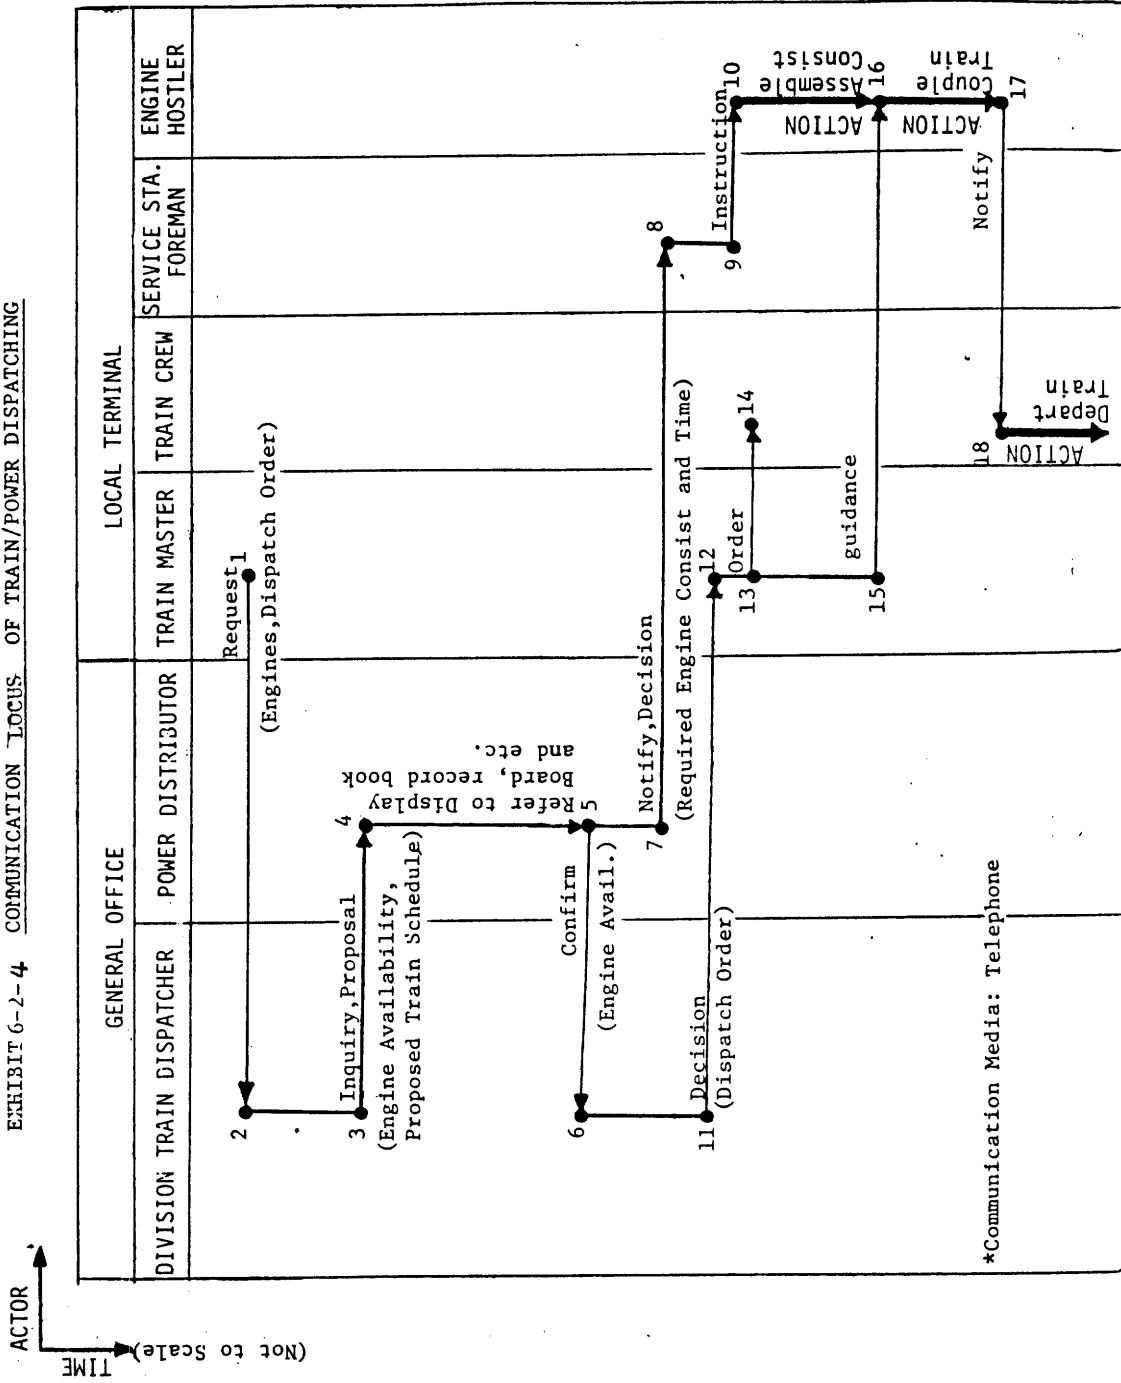 EXHIBIT 6-2-4 COMMUNICATION LOCUS OF TRAIN/POWER DISPATCHING
ACTOR
TIME
(Not to Scale)
GENERAL OFFICE
LOCAL TERMINAL
DIVISION TRAIN DISPATCHER
POWER DISTRIBUTOR
TRAIN MASTER
TRAIN CREW
SERVICE STA.
FOREMAN
ENGINE
HOSTLER
Request 1
(Engines,Dispatch Order)
2
3
Inquiry,Proposal
(Engine Availability,
Proposed Train Schedule)
4
Refer to Display
Board, record book
and etc.
5
Confirm
(Engine Avail.)
6
7
Notify,Decision
(Required Engine Consist and Time)
8
9
Instruction
10
ACTION
Assemble
Consist
11
Decision
(Dispatch Order)
12
13
Order
14
15
guidance
16
ACTION
Couple
Train
17
Notify
18
ACTION
Depart
Train
*Communication Media: Telephone